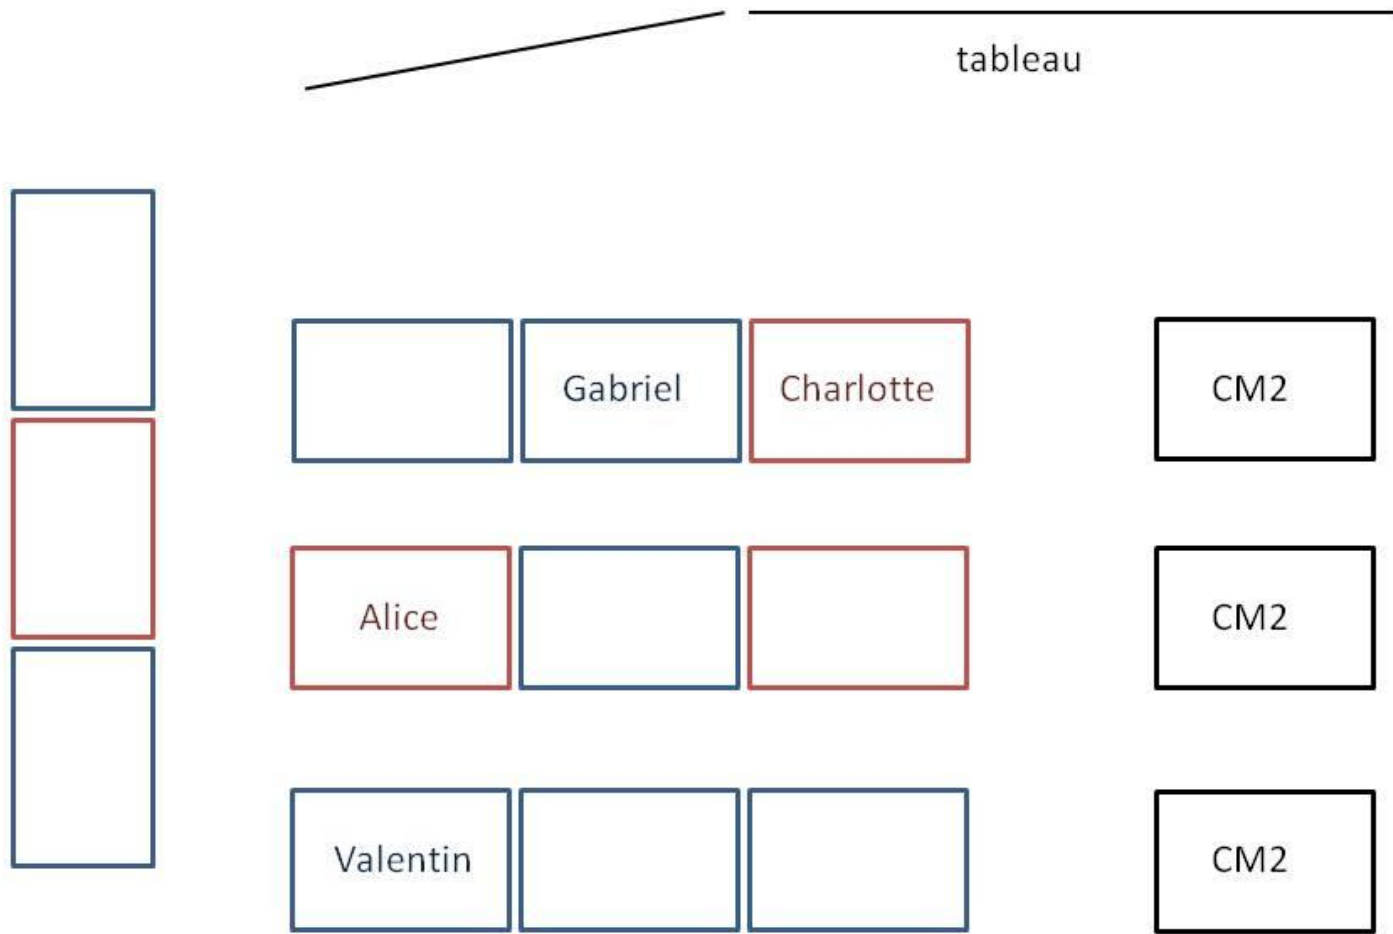 tableau
Gabriel
Charlotte
CM2
Alice
CM2
Valentin
CM2